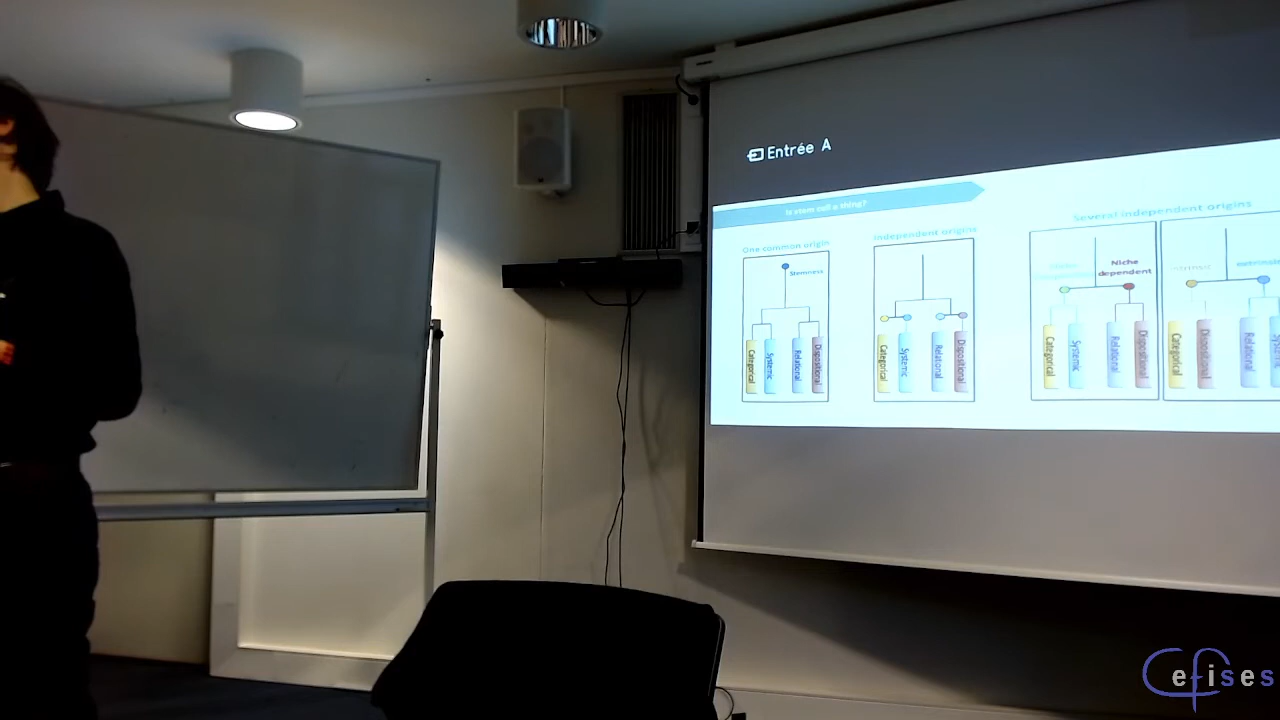 Entrée A
Is stem cell a thing?
One common origin
Stemness
Categorical
Systemic
Relational
Dispositional
Independent origins
Categorical
Systemic
Relational
Dispositional
Several independent origins
Niche
dependent
Categorical
Systemic
Relational
Dispositional
Categorical
Dispositional
Relational
Cefises